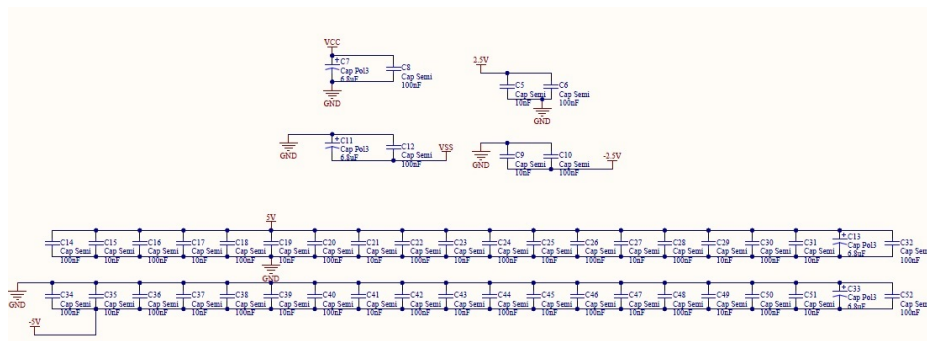 VCC
C7
Cap Pol3
6.8uF
C8
Cap Semi
100nF
GND
2.5V
C5
Cap Semi
10nF
C6
Cap Semi
100nF
GND
GND
C11
Cap Pol3
6.8uF
C12
Cap Semi
100nF
VSS
GND
C9
Cap Semi
10nF
C10
Cap Semi
100nF
-2.5V
5V
C14
Cap Semi
100nF
C15
Cap Semi
10nF
C16
Cap Semi
100nF
C17
Cap Semi
10nF
C18
Cap Semi
100nF
C19
Cap Semi
10nF
C20
Cap Semi
100nF
C21
Cap Semi
10nF
C22
Cap Semi
100nF
C23
Cap Semi
10nF
C24
Cap Semi
100nF
C25
Cap Semi
10nF
C26
Cap Semi
100nF
C27
Cap Semi
10nF
C28
Cap Semi
100nF
C29
Cap Semi
10nF
C30
Cap Semi
100nF
C31
Cap Semi
10nF
C13
Cap Pol3
6.8uF
C32
Cap Semi
100nF
GND
GND
C34
Cap Semi
100nF
C35
Cap Semi
10nF
C36
Cap Semi
100nF
C37
Cap Semi
10nF
C38
Cap Semi
100nF
C39
Cap Semi
10nF
C40
Cap Semi
100nF
C41
Cap Semi
10nF
C42
Cap Semi
100nF
C43
Cap Semi
10nF
C44
Cap Semi
100nF
C45
Cap Semi
10nF
C46
Cap Semi
100nF
C47
Cap Semi
10nF
C48
Cap Semi
100nF
C49
Cap Semi
10nF
C50
Cap Semi
100nF
C51
Cap Semi
10nF
C33
Cap Pol3
6.8uF
C52
Cap Semi
100nF
-5V